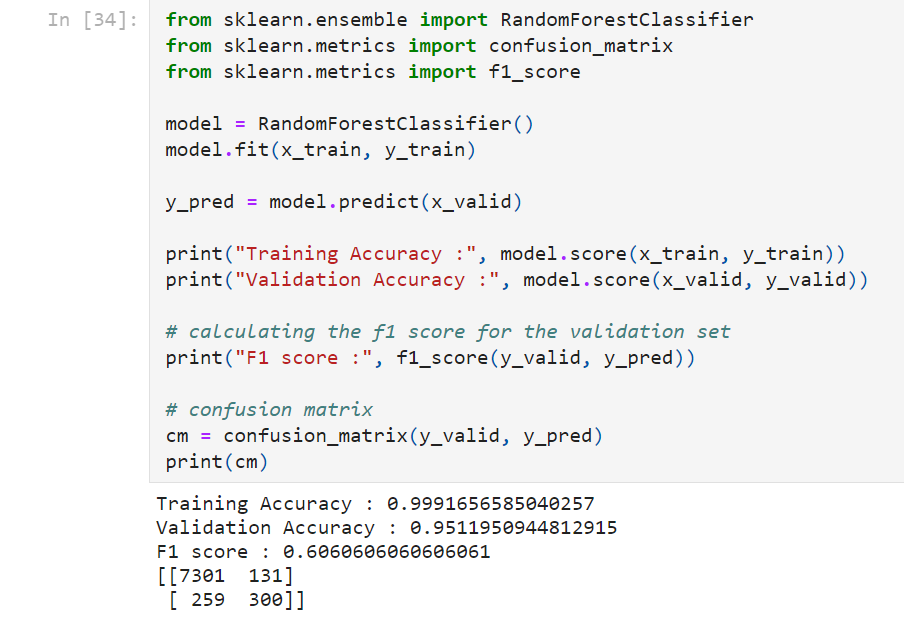 In [34]:
from sklearn.ensemble import RandomForestClassifier
from sklearn.metrics import confusion_matrix
from sklearn.metrics import f1_score
model = RandomForestClassifier()
model.fit(x_train, y_train)
y_pred = model.predict(x_valid)
print("Training Accuracy :", model.score(x_train, y_train))
print("Validation Accuracy :", model.score(x_valid, y_valid))
# calculating the f1 score for the validation set
print("F1 score :", f1_score(y_valid, y_pred))
# confusion matrix
cm = confusion_matrix(y_valid, y_pred)
print(cm)
Training Accuracy : 0.9991656585040257
Validation Accuracy : 0.9511950944812915
F1 score : 0.6060606060606061
[[7301  131]
 [ 259  300]]